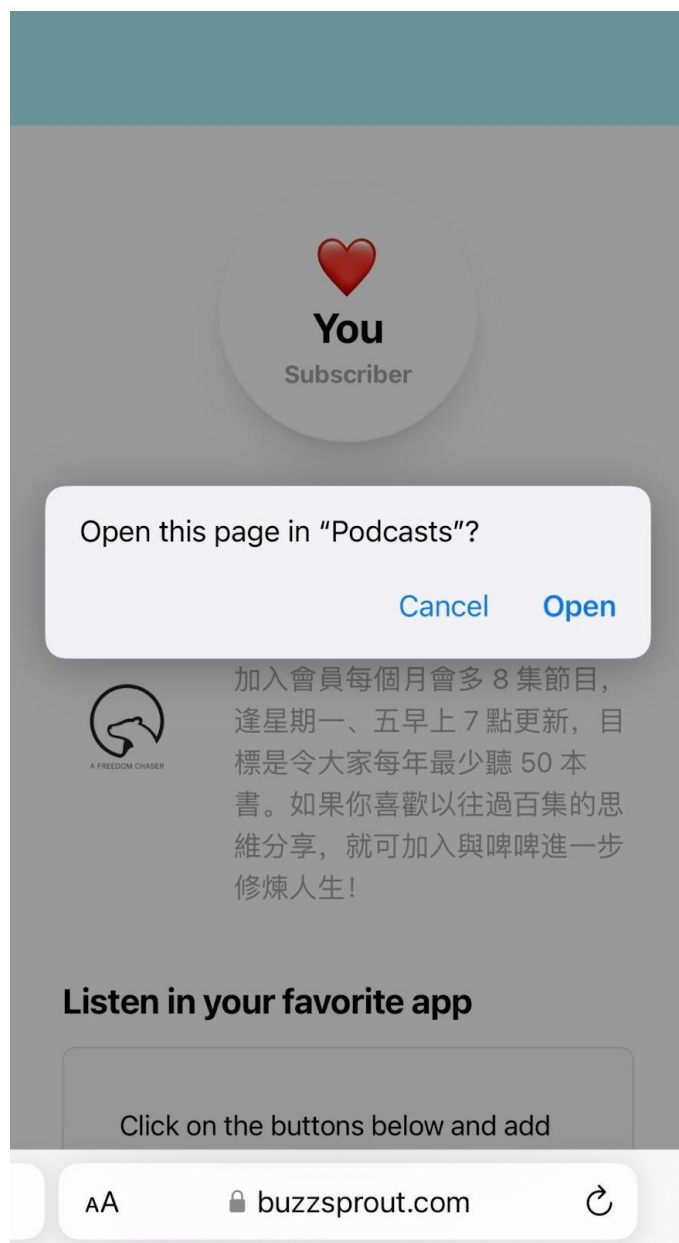 You
Subscriber
Open this page in “Podcasts”?
Cancel Open
加入會員每個月會多 8 集節目，
逢星期一、五早上 7 點更新，目
標是令大家每年最少聽 50 本
書。如果你喜歡以往過百集的思
維分享，就可加入與啤啤進一步
修煉人生！
A FREEDOM CHASER
Listen in your favorite app
Click on the buttons below and add
AA buzzsprout.com